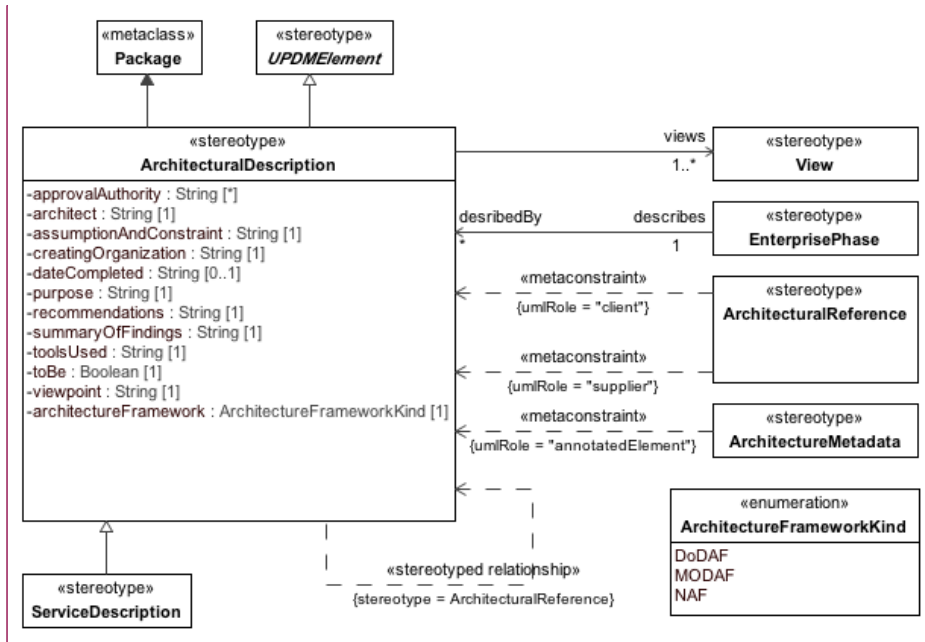 «metaclass»
Package
«stereotype»
UPDMElement
«stereotype»
ArchitecturalDescription
-approvalAuthority : String [*]
-architect : String [1]
-assumptionAndConstraint : String [1]
-creatingOrganization : String [1]
-dateCompleted : String [0..1]
-purpose : String [1]
-recommendations : String [1]
-summaryOfFindings : String [1]
-toolsUsed : String [1]
-toBe : Boolean [1]
-viewpoint : String [1]
-architectureFramework : ArchitectureFrameworkKind [1]
views
1..*
«stereotype»
View
desribedBy
*
describes
1
«stereotype»
EnterprisePhase
«metaconstraint»
{umlRole = "client"}
«stereotype»
ArchitecturalReference
«metaconstraint»
{umlRole = "supplier"}
«metaconstraint»
{umlRole = "annotatedElement"}
«stereotype»
ArchitectureMetadata
«enumeration»
ArchitectureFrameworkKind
DoDAF
MODAF
NAF
«stereotyped relationship»
{stereotype = ArchitecturalReference}
«stereotype»
ServiceDescription